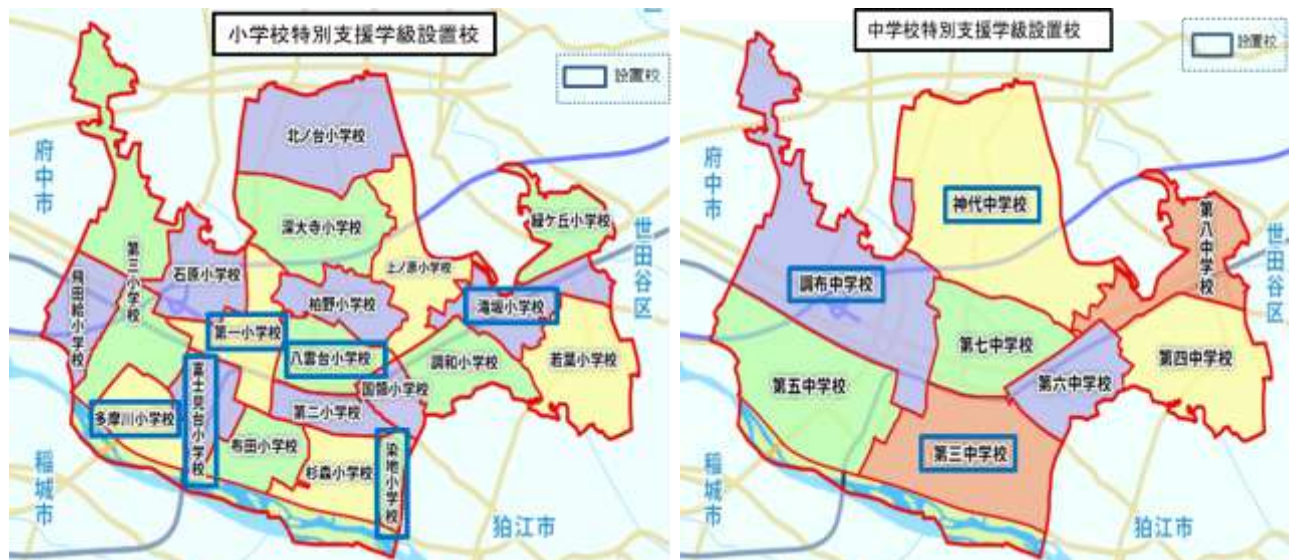 小学校特別支援学級設置校
設置校
府中市
世田谷区
稲城市
狛江市
北ノ台小学校
深大寺小学校
緑ケ丘小学校
第三小学校
石原小学校
上ノ原小学校
飛田給小学校
柏野小学校
滝坂小学校
第一小学校
八雲台小学校
調和小学校
若葉小学校
国領小学校
富士見台小学校
多摩川小学校
第二小学校
布田小学校
杉森小学校
染地小学校
中学校特別支援学級設置校
設置校
府中市
世田谷区
稲城市
狛江市
神代中学校
第八中学校
調布中学校
第七中学校
第四中学校
第五中学校
第六中学校
第三中学校